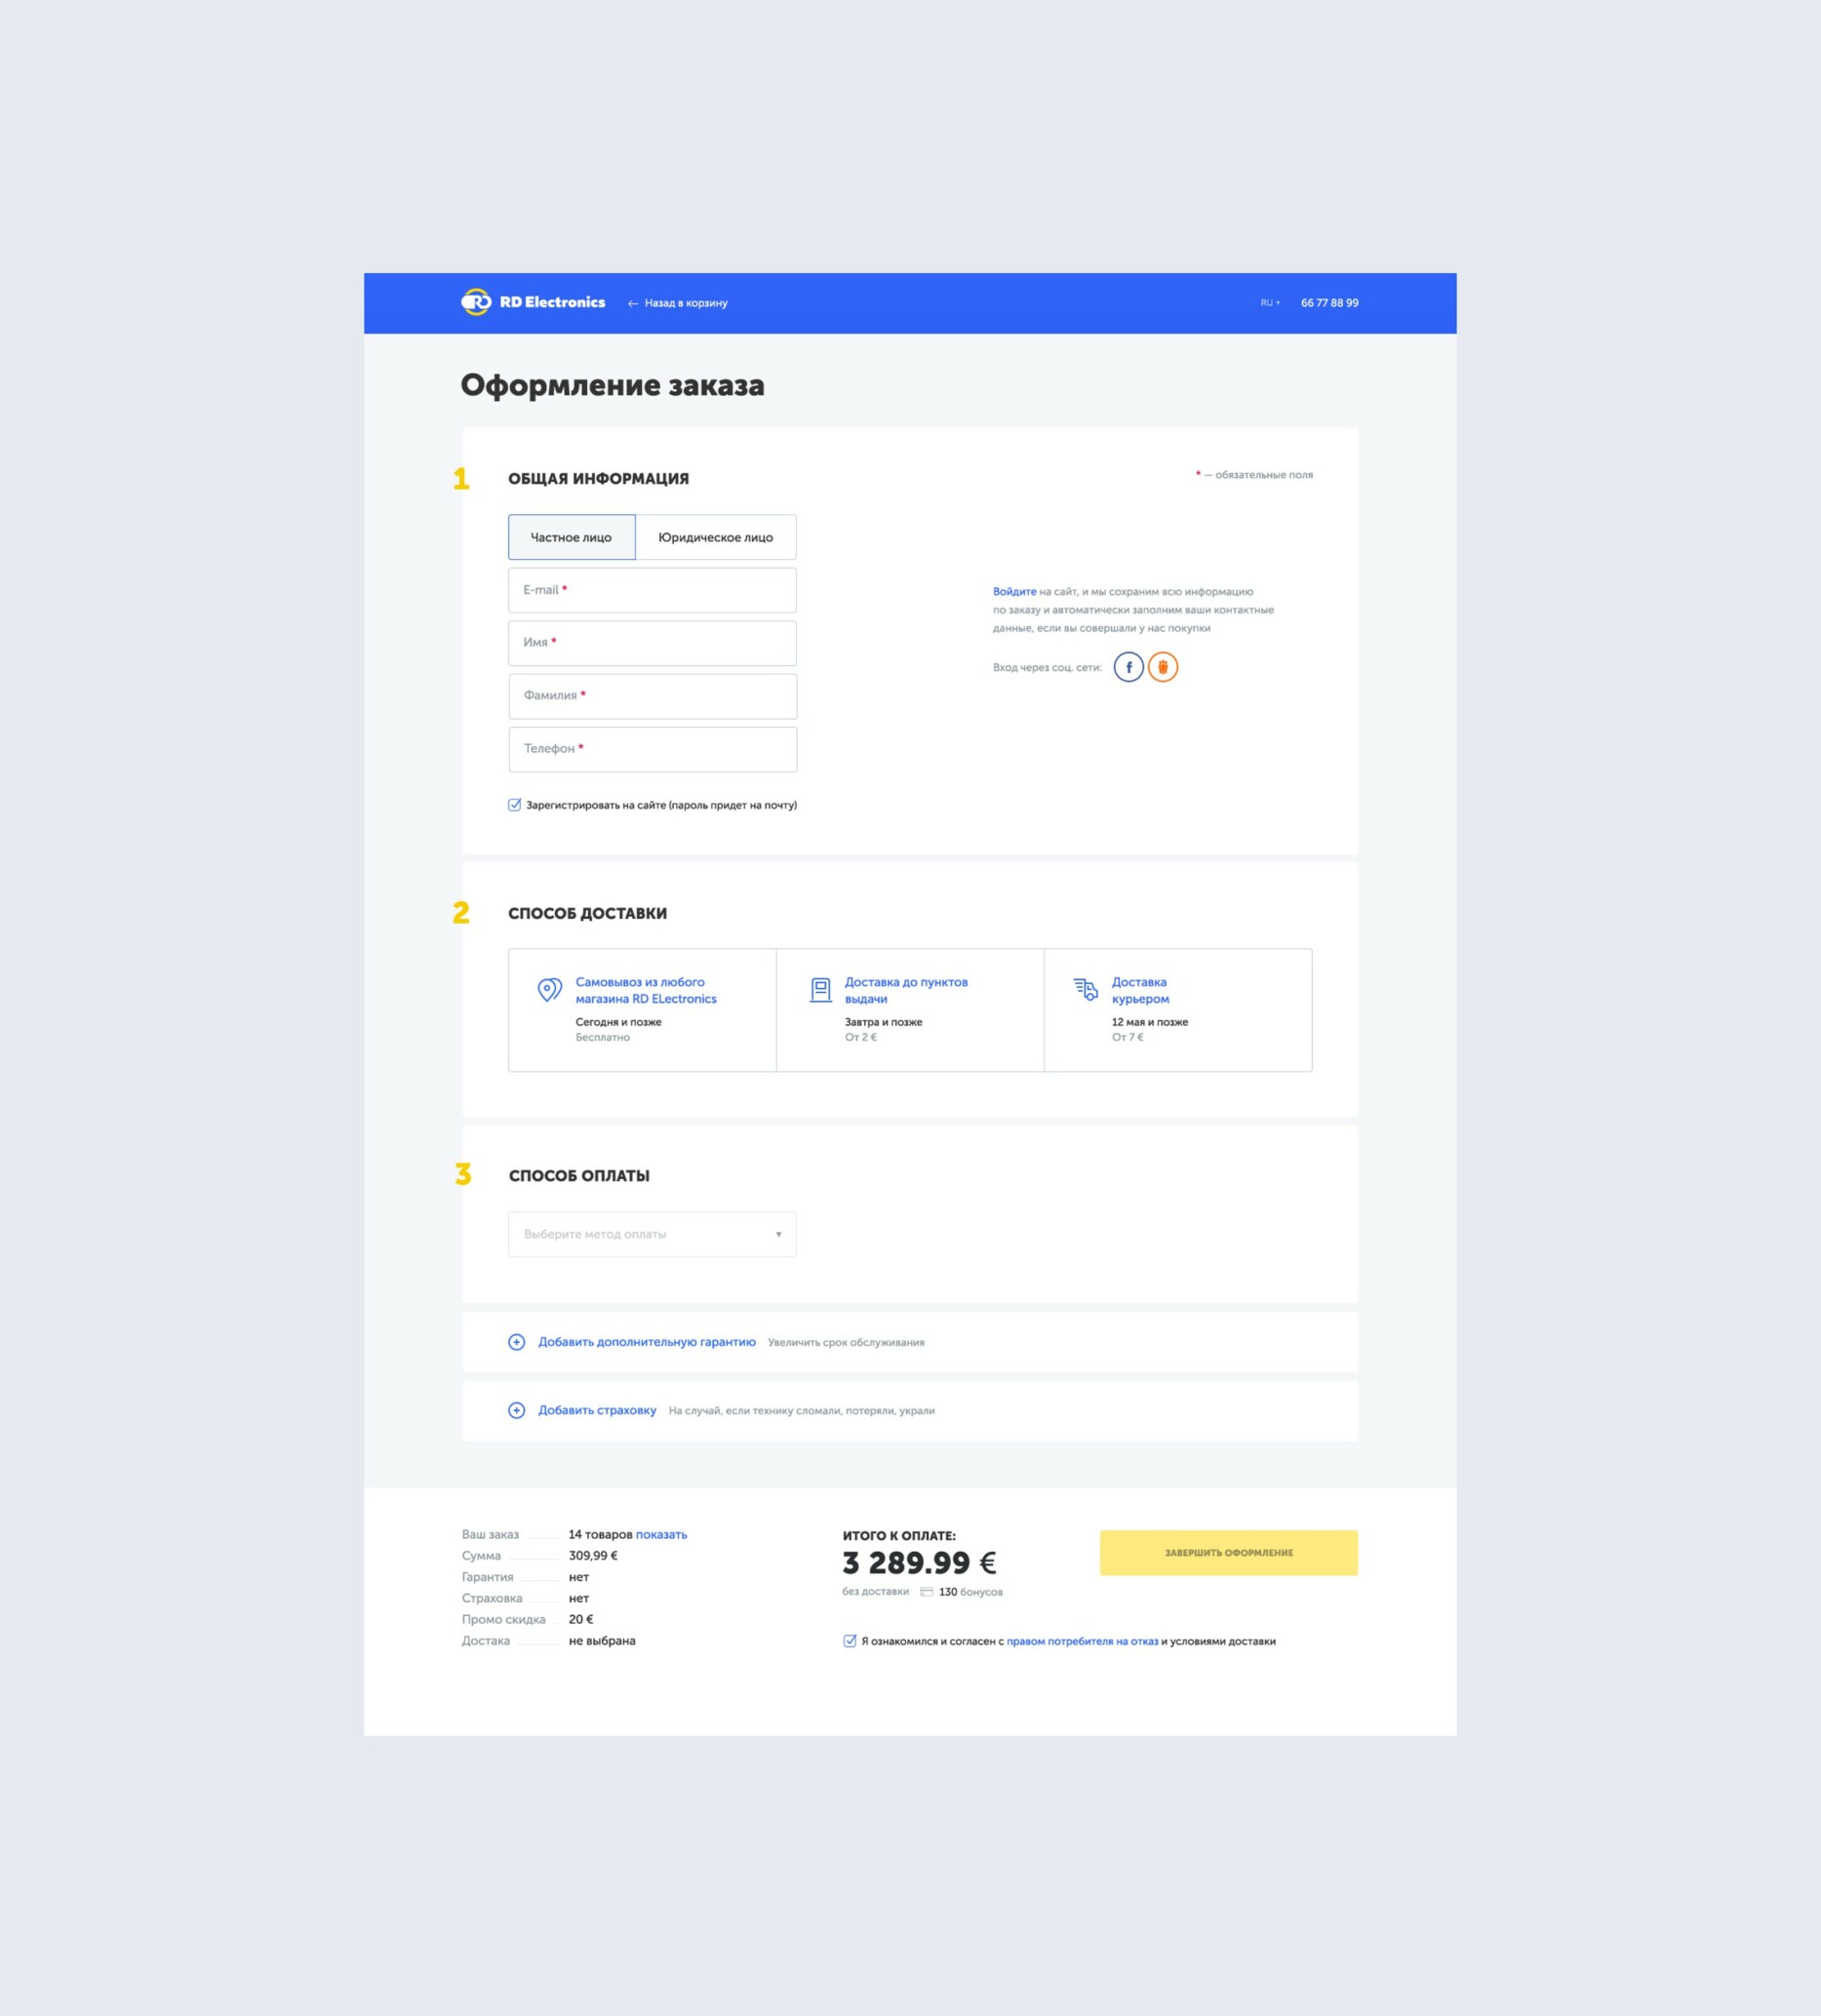 RD Electronics ← Назад в корзину RU ▾ 66 77 88 99
Оформление заказа
1 ОБЩАЯ ИНФОРМАЦИЯ
* — обязательные поля
Частное лицо Юридическое лицо
E-mail *
Имя *
Фамилия *
Телефон *
Зарегистрировать на сайте (пароль придет на почту)
Войдите на сайт, и мы сохраним всю информацию
по заказу и автоматически заполним ваши контактные
данные, если вы совершали у нас покупки
Вход через соц. сети: f
2 СПОСОБ ДОСТАВКИ
Самовывоз из любого
магазина RD ELectronics
Сегодня и позже
Бесплатно
Доставка до пунктов
выдачи
Завтра и позже
От 2 €
Доставка
курьером
12 мая и позже
От 7 €
3 СПОСОБ ОПЛАТЫ
Выберите метод оплаты ▾
Добавить дополнительную гарантию Увеличить срок обслуживания
Добавить страховку На случай, если технику сломали, потеряли, украли
Ваш заказ 14 товаров показать
Сумма 309,99 €
Гарантия нет
Страховка нет
Промо скидка 20 €
Достака не выбрана
ИТОГО К ОПЛАТЕ:
3 289.99 €
без доставки 130 бонусов
ЗАВЕРШИТЬ ОФОРМЛЕНИЕ
Я ознакомился и согласен с правом потребителя на отказ и условиями доставки